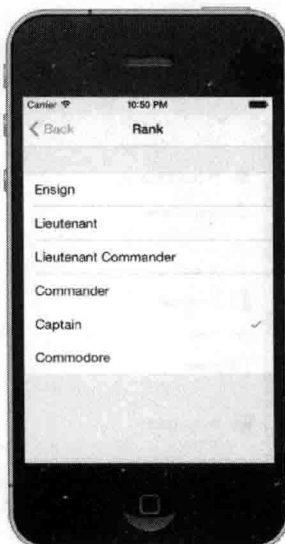 Carrier 10:50 PM
Back Rank
Ensign
Lieutenant
Lieutenant Commander
Commander
Captain
Commodore